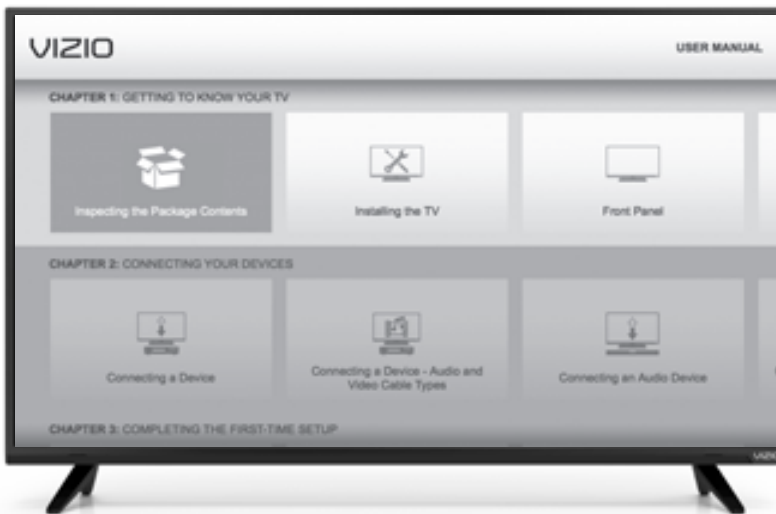 VIZIO
USER MANUAL
CHAPTER 1: GETTING TO KNOW YOUR TV
Inspecting the Package Contents
Installing the TV
Front Panel
CHAPTER 2: CONNECTING YOUR DEVICES
Connecting a Device
Connecting a Device - Audio and
Video Cable Types
Connecting an Audio Device
CHAPTER 3: COMPLETING THE FIRST-TIME SETUP
VIZIO